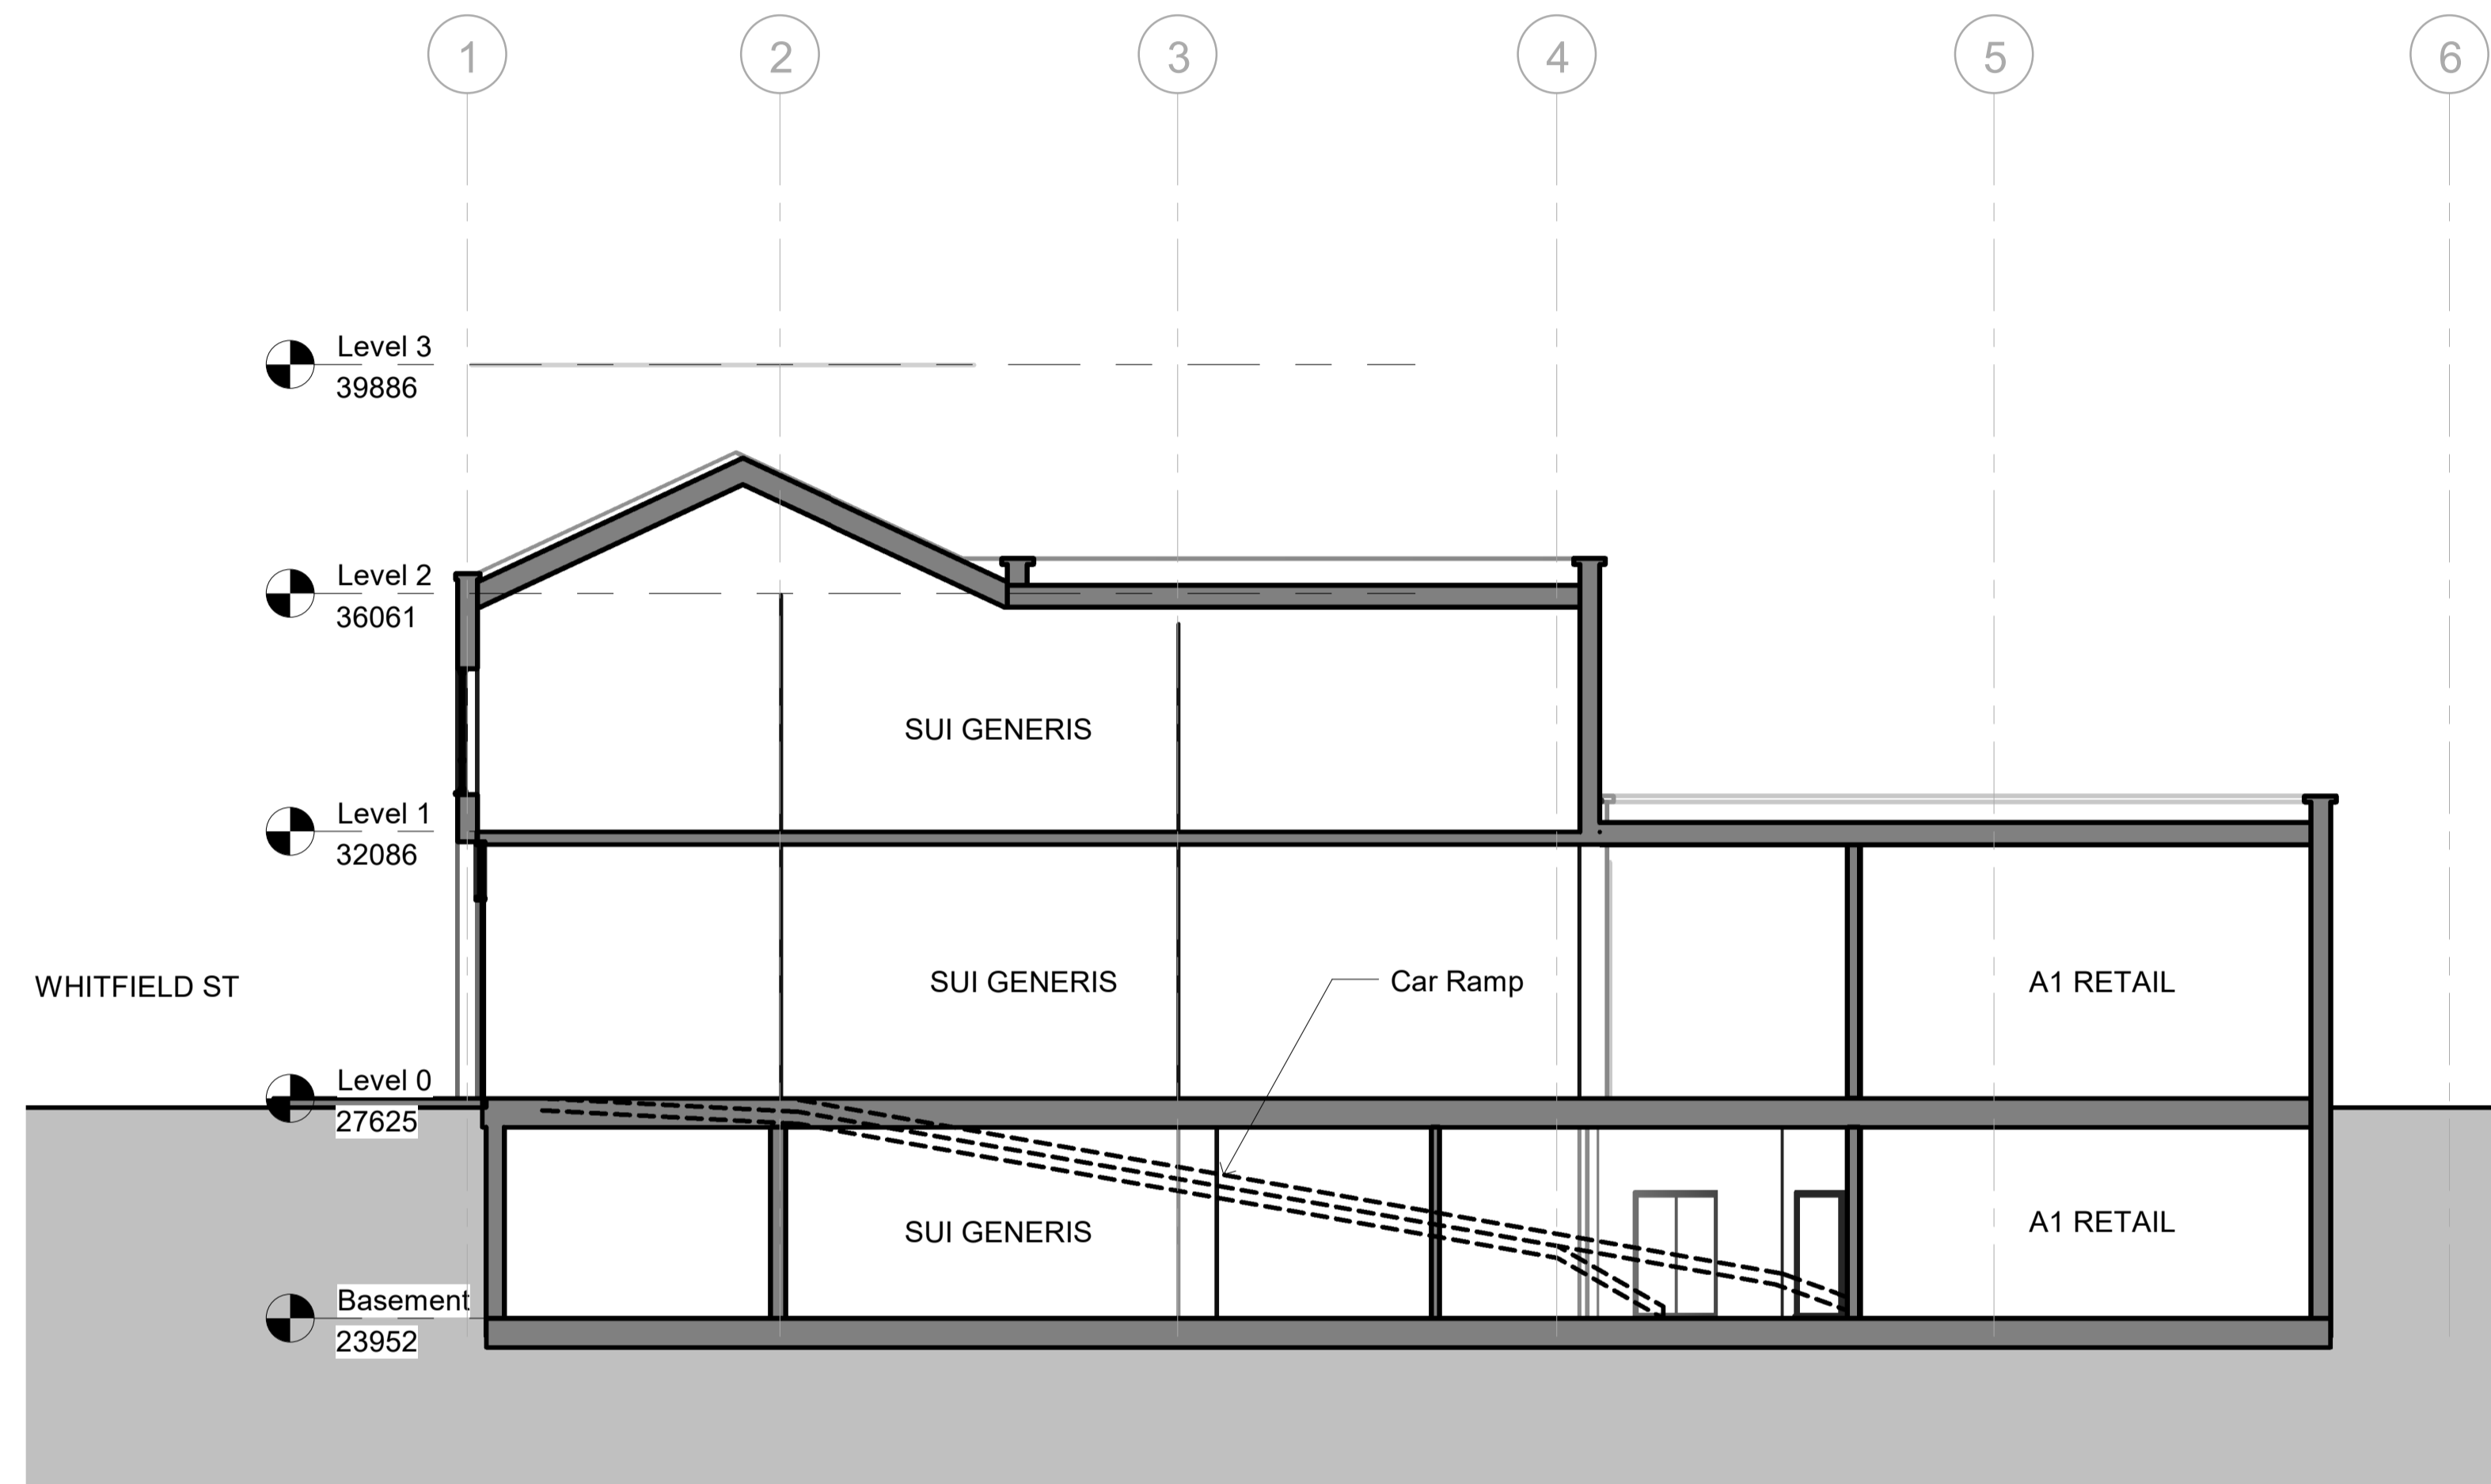 1 2 3 4 5 6
Level 3
39886
Level 2
36061
SUI GENERIS
Level 1
32086
WHITFIELD ST
SUI GENERIS
Car Ramp
A1 RETAIL
Level 0
27625
SUI GENERIS
A1 RETAIL
Basement
23952